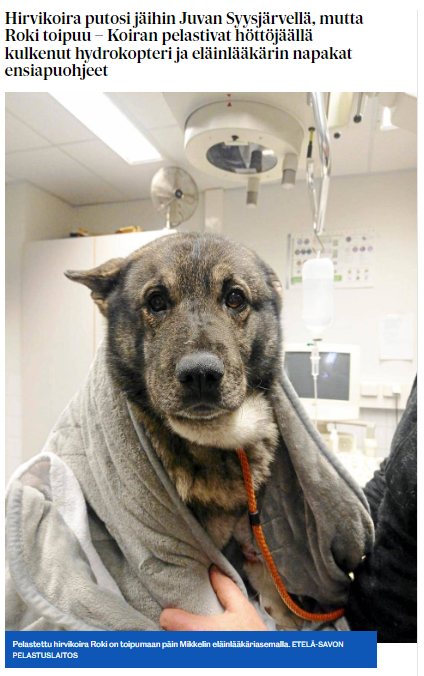 Hirvikoira putosi jäihin Juvan Syysjärvellä, mutta
Roki toipuu – Koiran pelastivat höttöjäällä
kulkenut hydrokopteri ja eläinlääkärin napakat
ensiapuohjeet
Pelastettu hirvikoira Roki on toipumaan päin Mikkelin eläinlääkäriasemalla. ETELÄ-SAVON
PELASTUSLAITOS